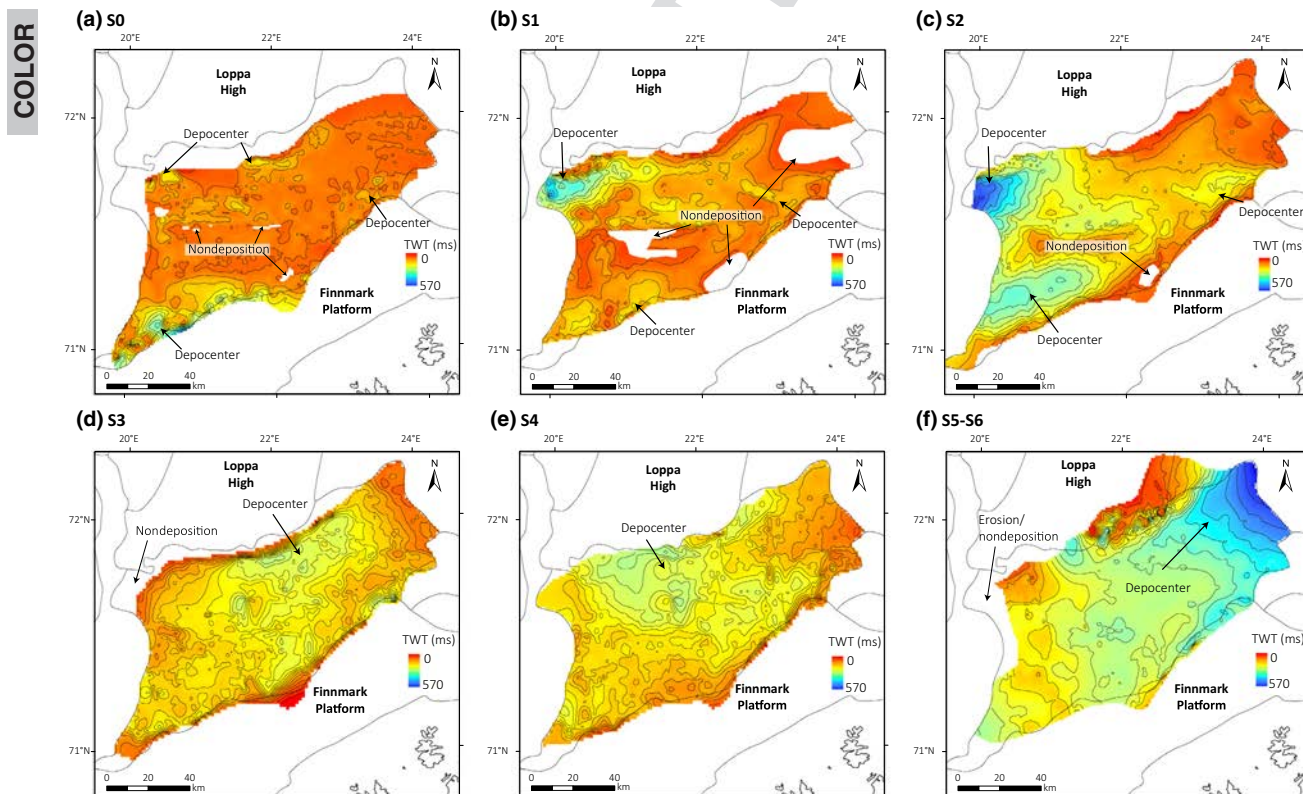 COLOR
(a) S0
20°E 22°E 24°E
72°N
71°N
Loppa
High
N
Depocenter
Depocenter
Nondeposition
TWT (ms)
0
570
Finnmark
Platform
Depocenter
0 20 40
km
(b) S1
20°E 22°E 24°E
72°N
71°N
Loppa
High
N
Depocenter
Nondeposition
Depocenter
TWT (ms)
0
570
Finnmark
Platform
Depocenter
0 20 40
km
(c) S2
20°E 22°E 24°E
72°N
71°N
Loppa
High
N
Depocenter
Depocenter
Nondeposition
TWT (ms)
0
570
Finnmark
Platform
Depocenter
0 20 40
km
(d) S3
20°E 22°E 24°E
72°N
71°N
Loppa
High
N
Depocenter
Nondeposition
TWT (ms)
0
570
Finnmark
Platform
0 20 40
km
(e) S4
20°E 22°E 24°E
72°N
71°N
Loppa
High
N
Depocenter
TWT (ms)
0
570
Finnmark
Platform
0 20 40
km
(f) S5-S6
20°E 22°E 24°E
72°N
71°N
Loppa
High
N
Erosion/
nondeposition
Depocenter
TWT (ms)
0
570
Finnmark
Platform
0 20 40
km